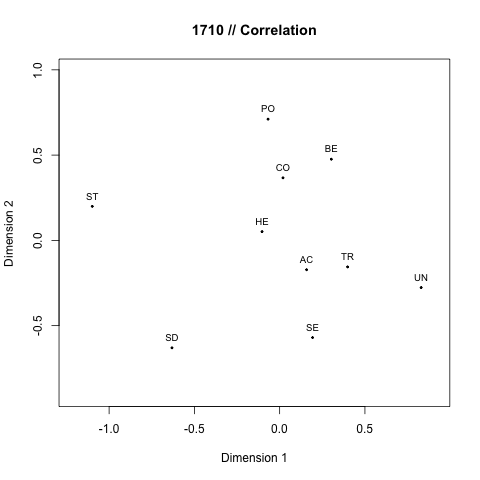 1710 // Correlation
1.0
0.5
0.0
-0.5
Dimension 2
PO
BE
CO
ST
HE
AC
TR
UN
SE
SD
-1.0
-0.5
0.0
0.5
Dimension 1